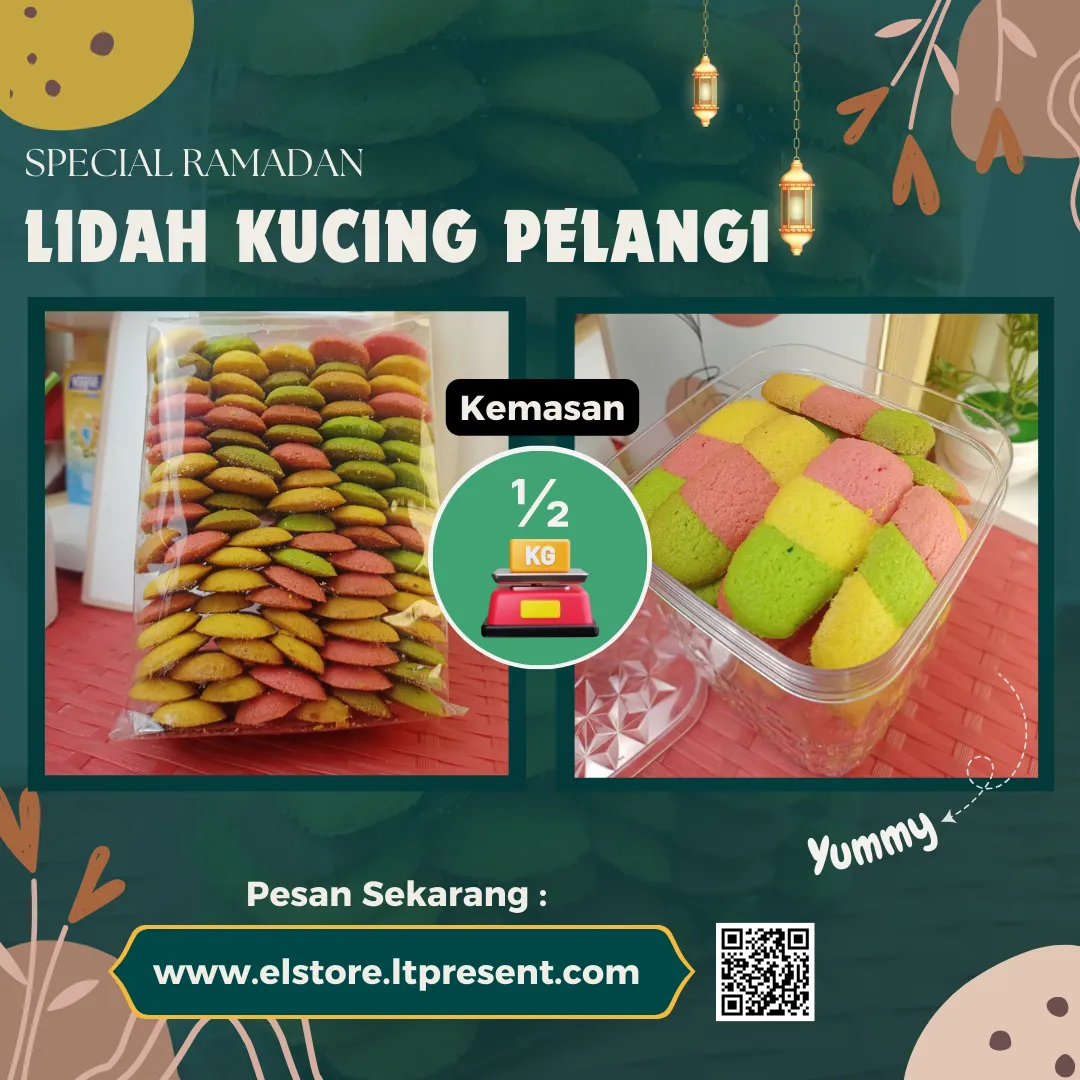 SPECIAL RAMADAN
LIDAH KUCING PELANGI
Kemasan
½
KG
Yummy
Pesan Sekarang :
www.elstore.ltpresent.com